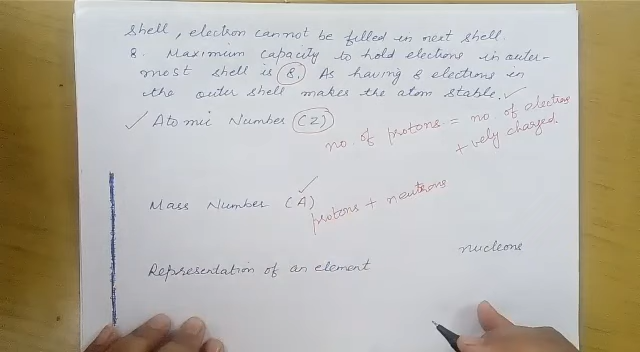 shell, electron cannot be filled in next shell.
8. Maximum capacity to hold elections in outer-
most shell is 8. As having 8 electrons in
the outer shell makes the atom stable.
Atomic Number (Z)
no. of protons = no of electrons
+vely charged.
Mass Number (A)
protons + neutrons
nucleone
Representation of an element